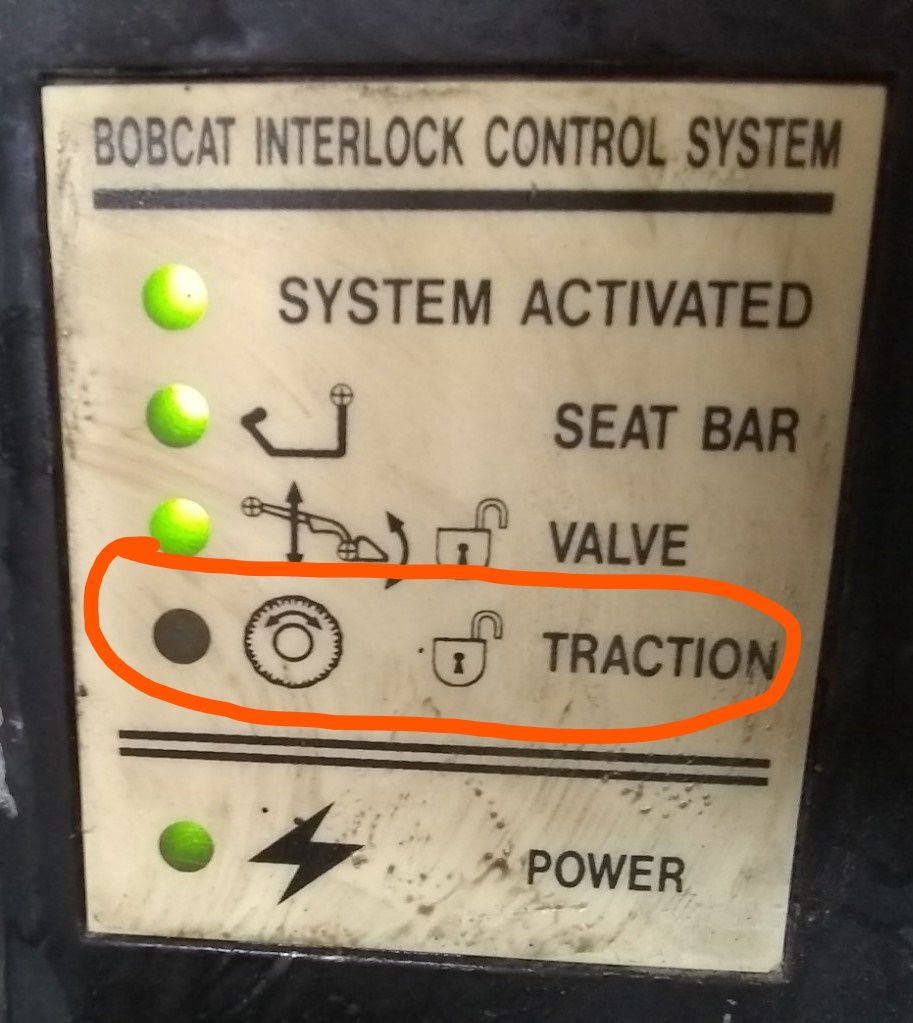 BOBCAT INTERLOCK CONTROL SYSTEM
SYSTEM ACTIVATED
SEAT BAR
VALVE
TRACTION
POWER